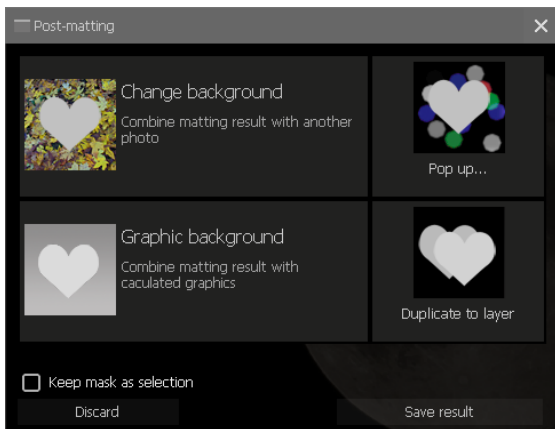 Post-matting
Change background
Combine matting result with another
photo
Pop up...
Graphic background
Combine matting result with
caculated graphics
Duplicate to layer
Keep mask as selection
Discard
Save result